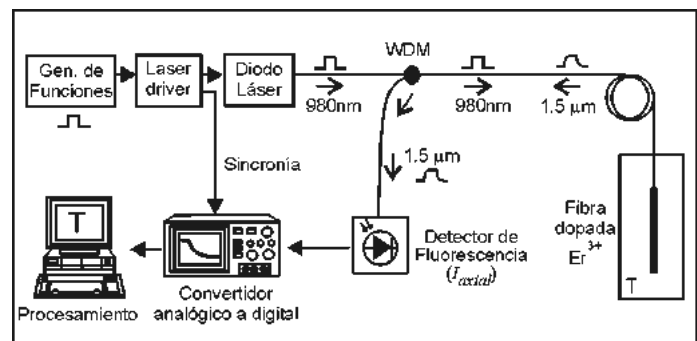 Gen. de
Funciones
Laser
driver
Diodo
Láser
980nm
WDM
980nm
1.5 μm
Sincronía
1.5 μm
Detector de
Fluorescencia
(I_axial)
Fibra
dopada
Er³⁺
T
T
Procesamiento
Convertidor
analógico a digital